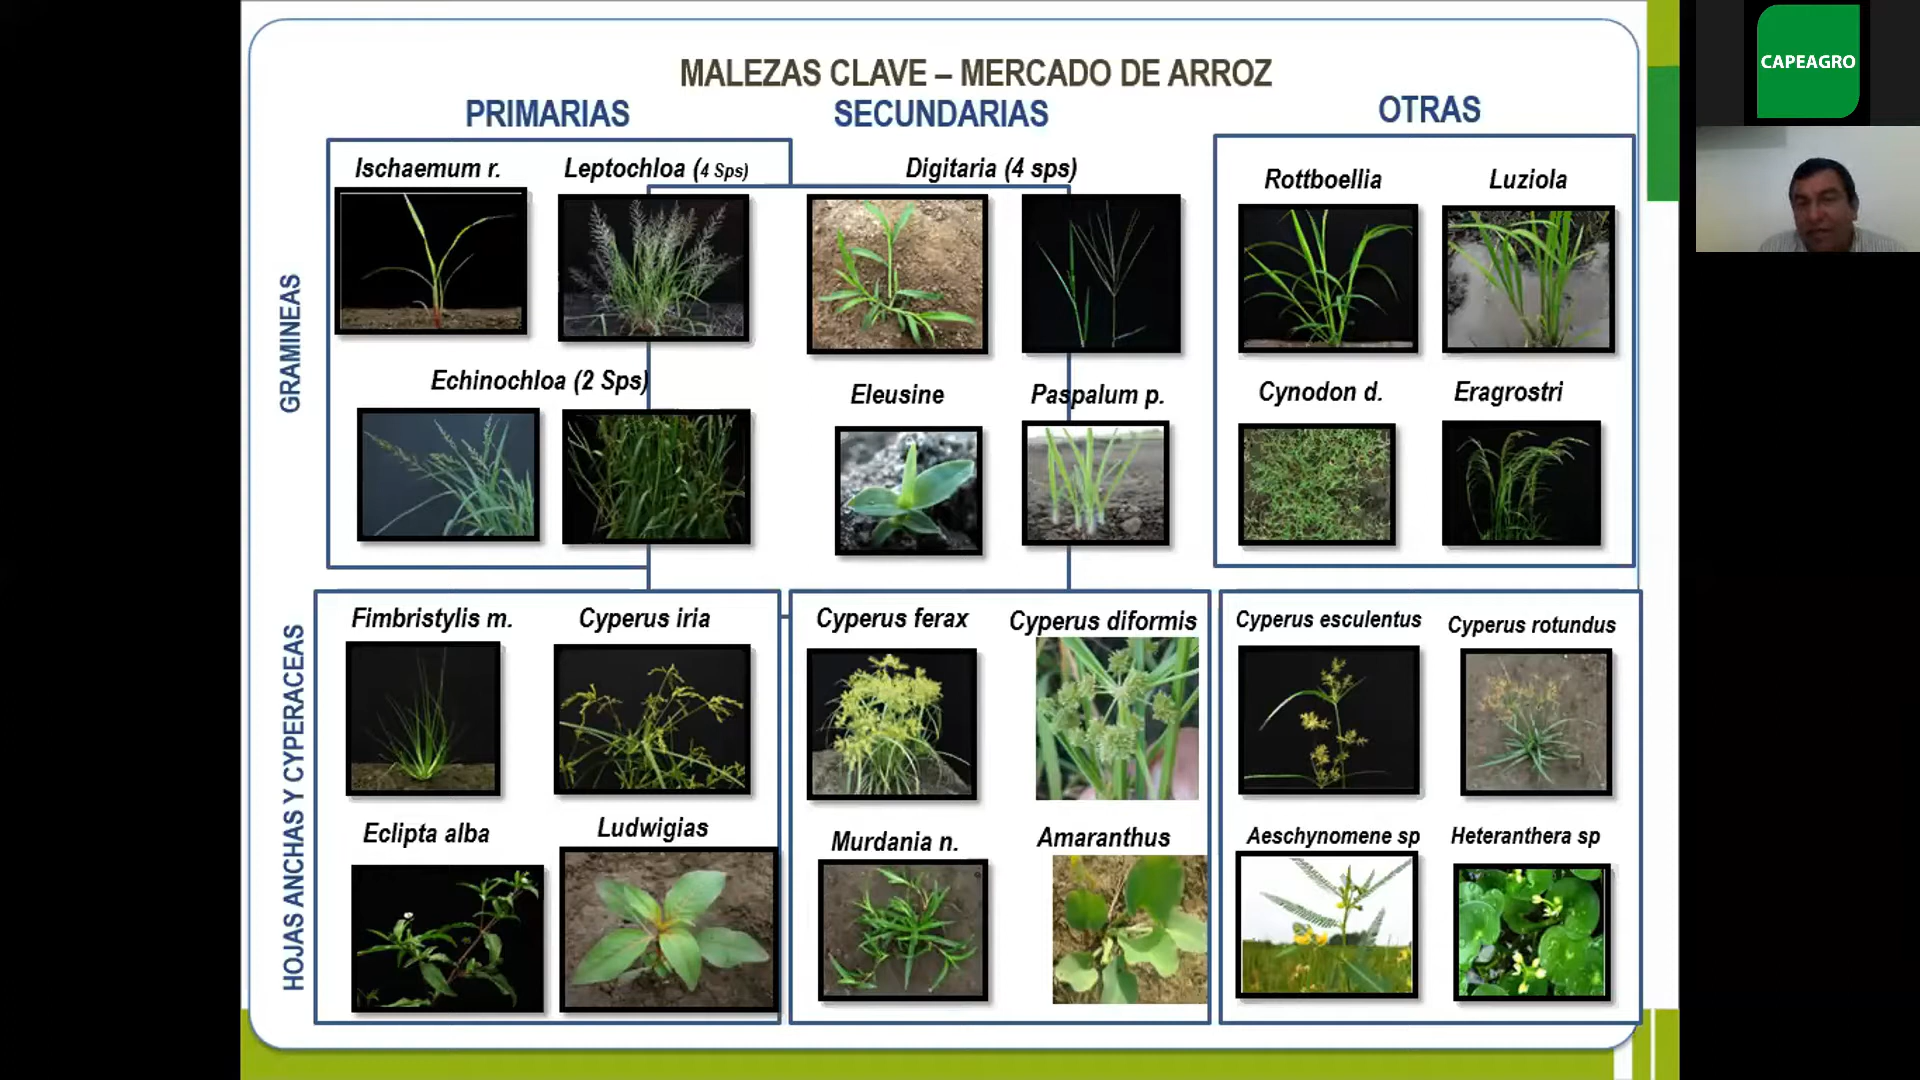 MALEZAS CLAVE – MERCADO DE ARROZ
PRIMARIAS
SECUNDARIAS
OTRAS
GRAMINEAS
Ischaemum r.
Leptochloa (4 Sps)
Digitaria (4 sps)
Rottboellia
Luziola
Echinochloa (2 Sps)
Eleusine
Paspalum p.
Cynodon d.
Eragrostri
HOJAS ANCHAS Y CYPERACEAS
Fimbristylis m.
Cyperus iria
Cyperus ferax
Cyperus diformis
Cyperus esculentus
Cyperus rotundus
Eclipta alba
Ludwigias
Murdania n.
Amaranthus
Aeschynomene sp
Heteranthera sp
CAPEAGRO